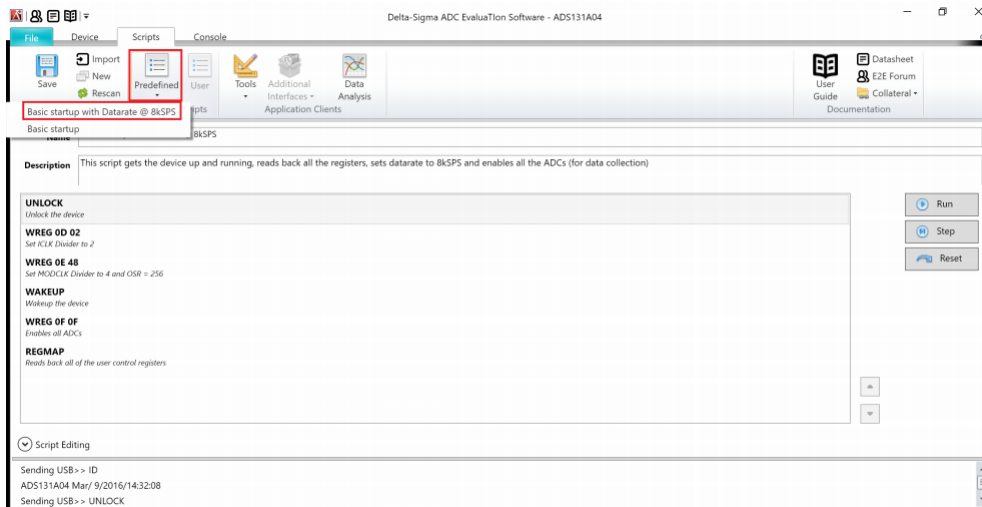 Delta-Sigma ADC EvaluaTIon Software - ADS131A04
File Device Scripts Console
Save
Import
New
Rescan
Predefined
User
Tools
Additional
Interfaces
Data
Analysis
Application Clients
User
Guide
Datasheet
E2E Forum
Collateral
Documentation
Basic startup with Datarate @ 8kSPS
Basic startup
8kSPS
Description This script gets the device up and running, reads back all the registers, sets datarate to 8kSPS and enables all the ADCs (for data collection)
UNLOCK
Unlock the device
WREG 0D 02
Set ICLK Divider to 2
WREG 0E 48
Set MODCLK Divider to 4 and OSR = 256
WAKEUP
Wakeup the device
WREG 0F 0F
Enables all ADCs
REGMAP
Reads back all of the user control registers
Run
Step
Reset
Script Editing
Sending USB>> ID
ADS131A04 Mar/ 9/2016/14:32:08
Sending USB>> UNLOCK